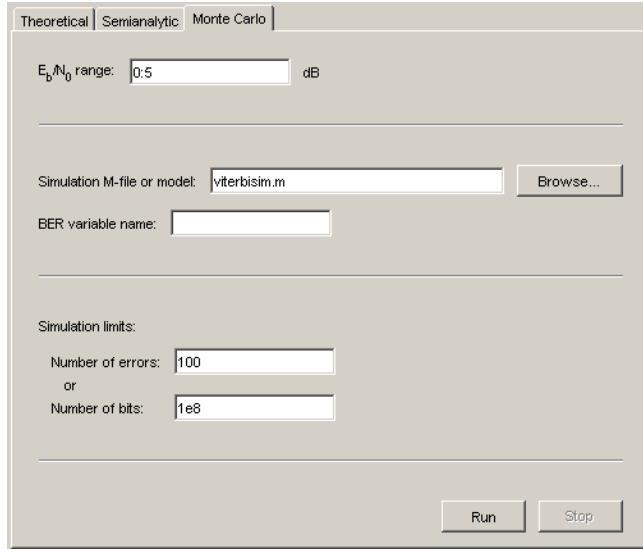 Theoretical Semianalytic Monte Carlo
Eb/N0 range: 0:5 dB
Simulation M-file or model: viterbisim.m Browse...
BER variable name:
Simulation limits:
Number of errors: 100
or
Number of bits: 1e8
Run Stop